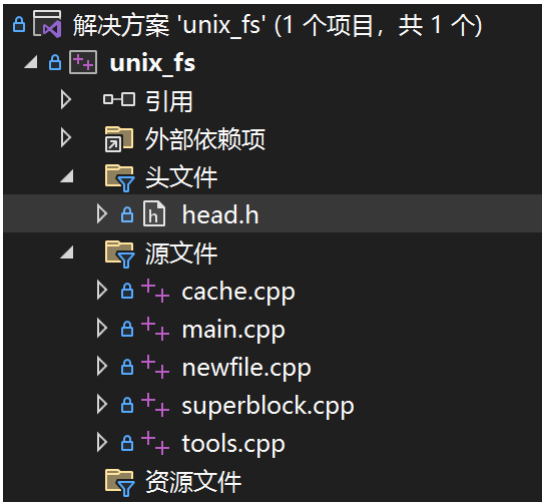 解决方案 'unix_fs' (1 个项目，共 1 个)
unix_fs
引用
外部依赖项
头文件
head.h
源文件
cache.cpp
main.cpp
newfile.cpp
superblock.cpp
tools.cpp
资源文件